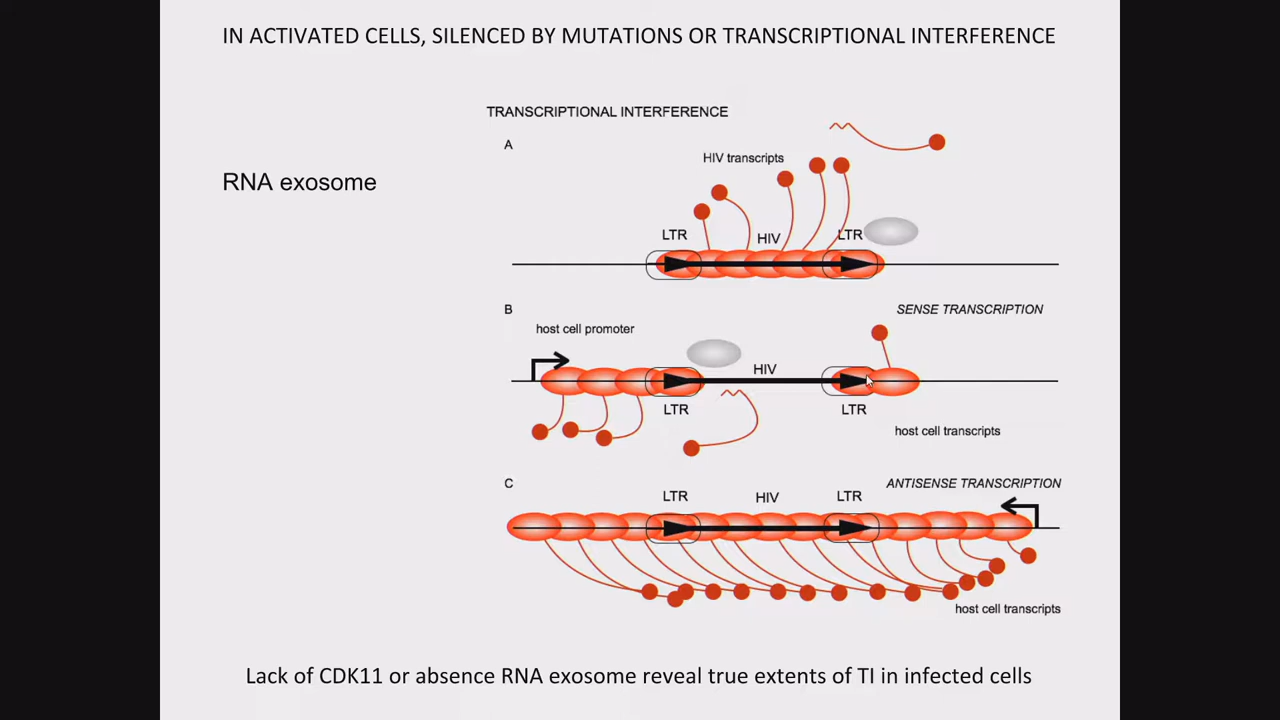 IN ACTIVATED CELLS, SILENCED BY MUTATIONS OR TRANSCRIPTIONAL INTERFERENCE
TRANSCRIPTIONAL INTERFERENCE
A
HIV transcripts
RNA exosome
LTR
HIV
LTR
B
SENSE TRANSCRIPTION
host cell promoter
HIV
LTR
LTR
host cell transcripts
C
ANTISENSE TRANSCRIPTION
LTR
HIV
LTR
host cell transcripts
Lack of CDK11 or absence RNA exosome reveal true extents of TI in infected cells